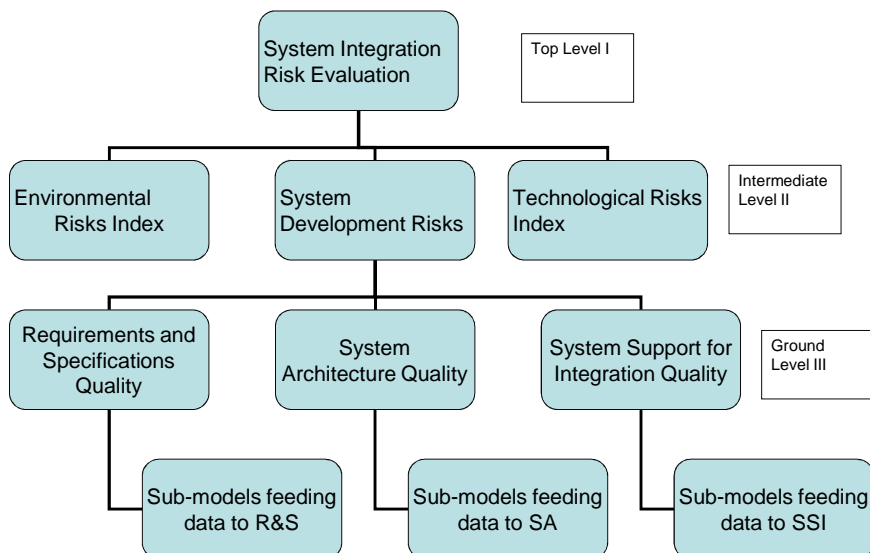 System Integration
Risk Evaluation
Top Level I
Environmental
Risks Index
System
Development Risks
Technological Risks
Index
Intermediate
Level II
Requirements and
Specifications
Quality
System
Architecture Quality
System Support for
Integration Quality
Ground
Level III
Sub-models feeding
data to R&S
Sub-models feeding
data to SA
Sub-models feeding
data to SSI